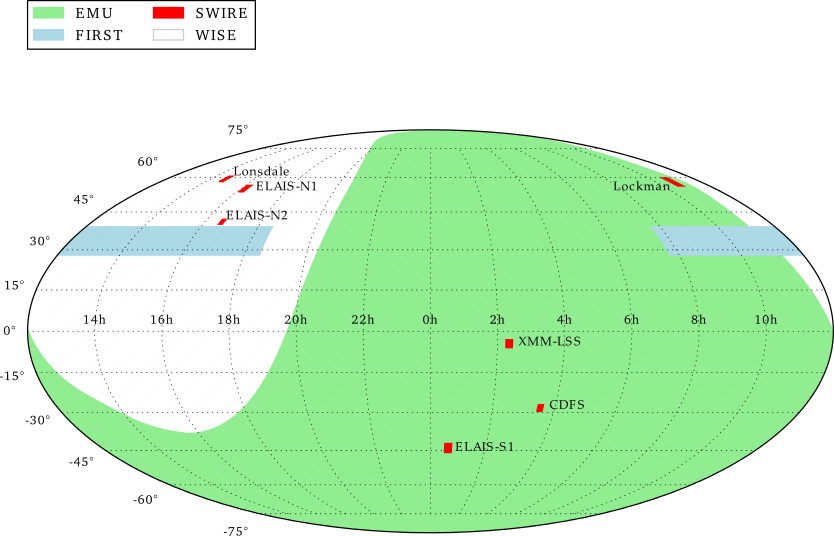 EMU SWIRE
FIRST WISE
75°
60°
Lonsdale
ELAIS-N1
Lockman
45°
ELAIS-N2
30°
15°
14h 16h 18h 20h 22h 0h 2h 4h 6h 8h 10h
0°
XMM-LSS
-15°
CDFS
-30°
ELAIS-S1
-45°
-60°
-75°